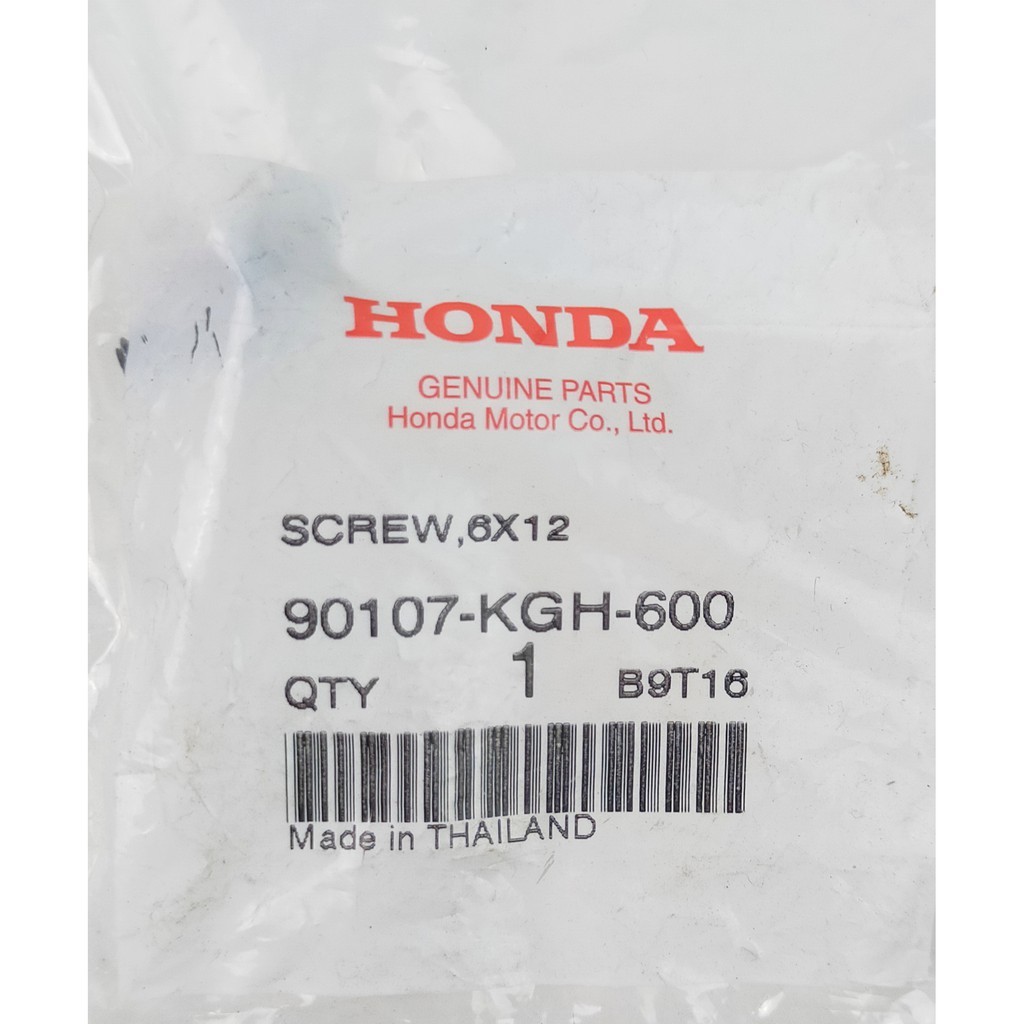 HONDA
GENUINE PARTS
Honda Motor Co., Ltd.
SCREW,6X12
90107-KGH-600
QTY 1 B9T16
Made in THAILAND